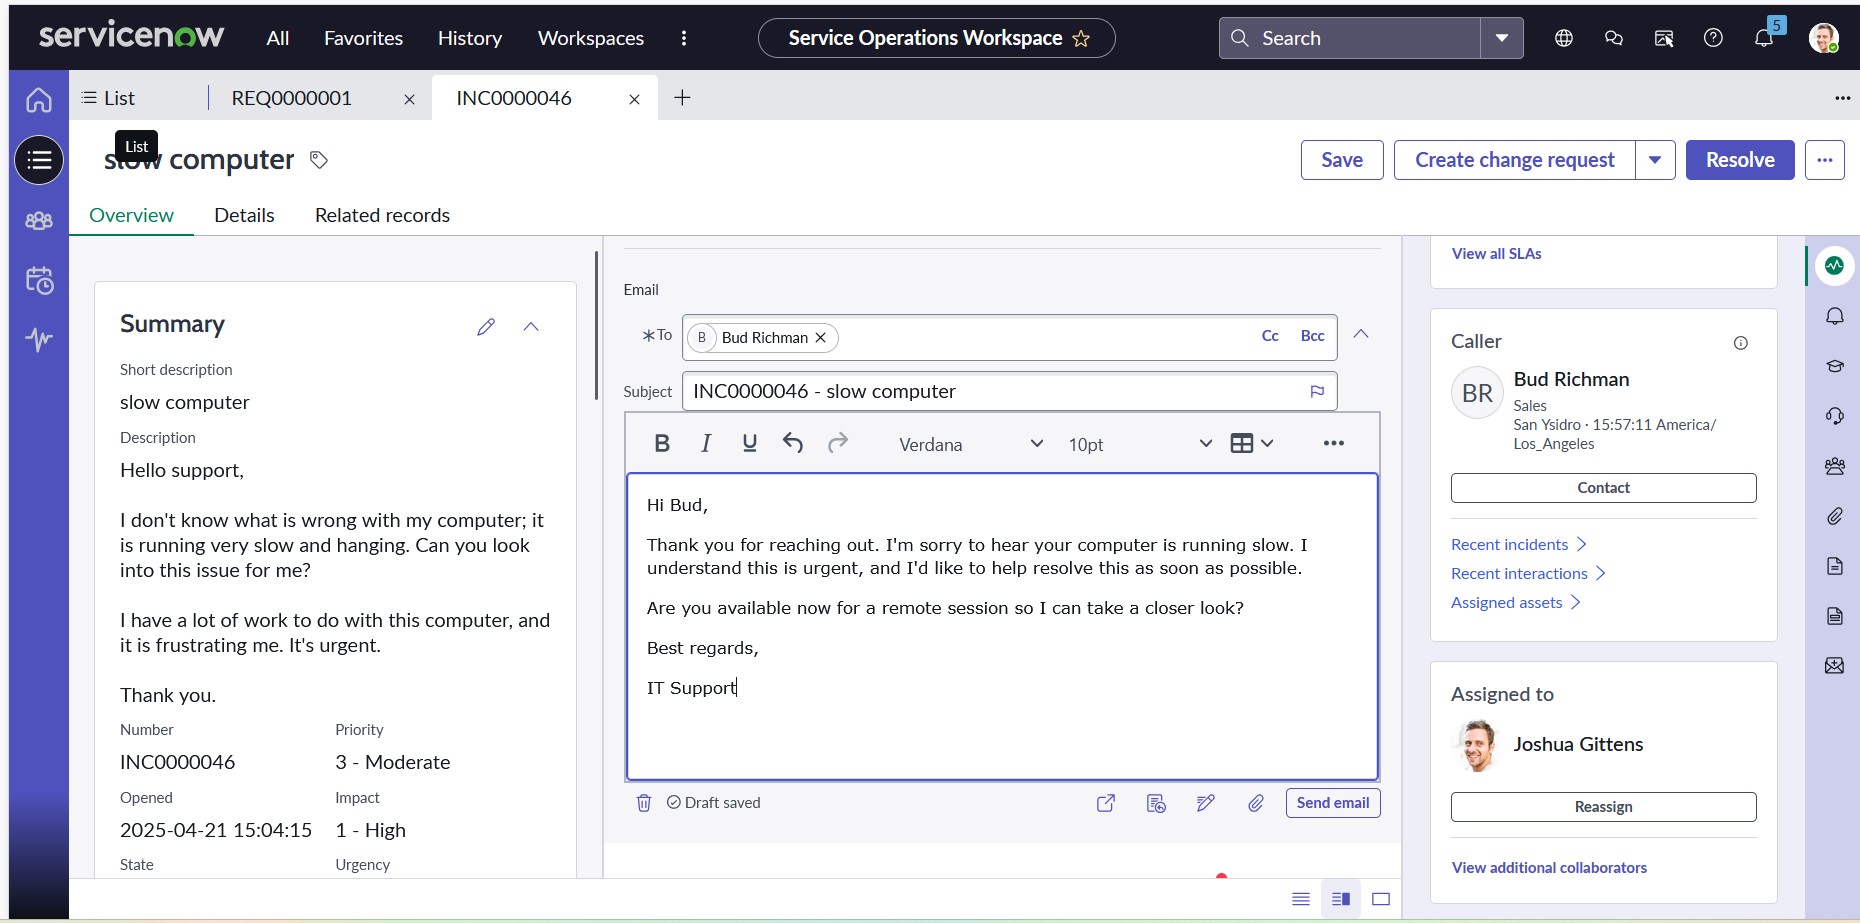 servicenow
All
Favorites
History
Workspaces
Service Operations Workspace
Search
5
List
REQ0000001
INC0000046
List
slow computer
Save
Create change request
Resolve
Overview
Details
Related records
Summary
Short description
slow computer
Description
Hello support,
I don't know what is wrong with my computer; it
is running very slow and hanging. Can you look
into this issue for me?
I have a lot of work to do with this computer, and
it is frustrating me. It's urgent.
Thank you.
Number
Priority
INC0000046
3 - Moderate
Opened
Impact
2025-04-21 15:04:15
1 - High
State
Urgency
Email
To
B
Bud Richman
Cc
Bcc
Subject
INC0000046 - slow computer
B
I
U
Verdana
10pt
Hi Bud,
Thank you for reaching out. I'm sorry to hear your computer is running slow. I
understand this is urgent, and I'd like to help resolve this as soon as possible.
Are you available now for a remote session so I can take a closer look?
Best regards,
IT Support
Draft saved
Send email
View all SLAs
Caller
BR
Bud Richman
Sales
San Ysidro · 15:57:11 America/
Los_Angeles
Contact
Recent incidents
Recent interactions
Assigned assets
Assigned to
Joshua Gittens
Reassign
View additional collaborators